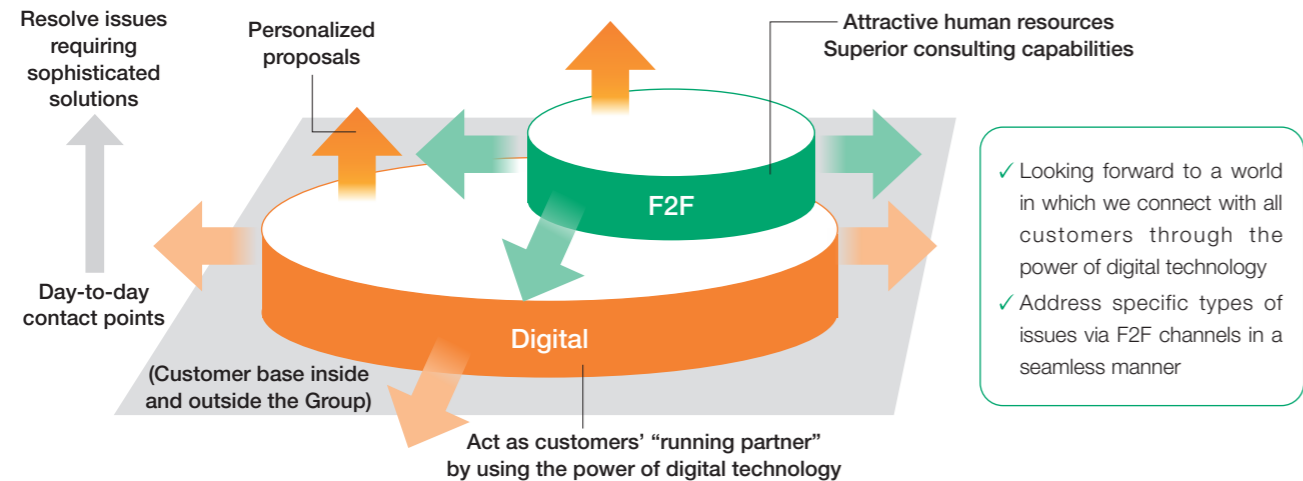 Resolve issues
requiring
sophisticated
solutions
Day-to-day
contact points
Personalized
proposals
Attractive human resources
Superior consulting capabilities
F2F
Digital
(Customer base inside
and outside the Group)
Act as customers’ “running partner”
by using the power of digital technology
✓ Looking forward to a world
in which we connect with all
customers through the
power of digital technology
✓ Address specific types of
issues via F2F channels in a
seamless manner